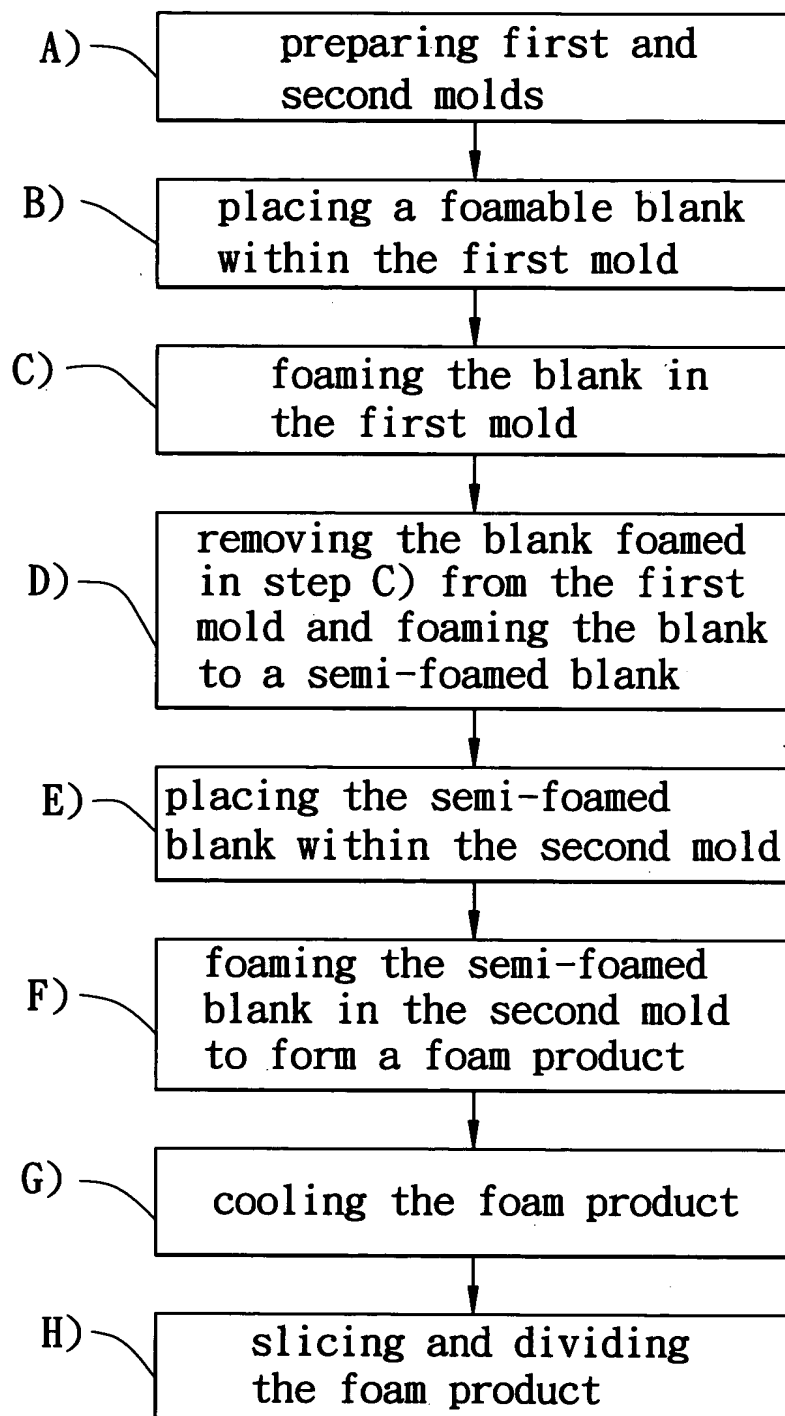 A)
preparing first and
second molds
B)
placing a foamable blank
within the first mold
C)
foaming the blank in
the first mold
D)
removing the blank foamed
in step C) from the first
mold and foaming the blank
to a semi-foamed blank
E)
placing the semi-foamed
blank within the second mold
F)
foaming the semi-foamed
blank in the second mold
to form a foam product
G)
cooling the foam product
H)
slicing and dividing
the foam product